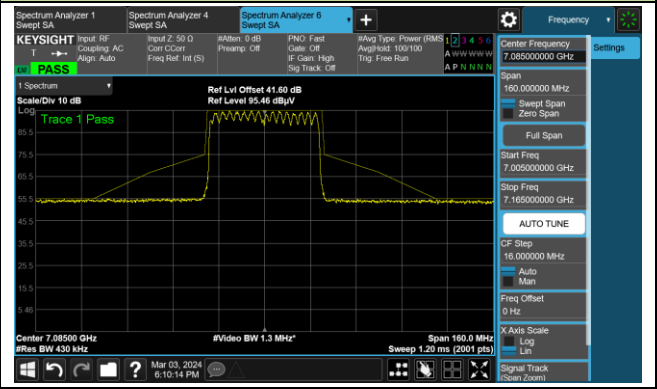 Spectrum Analyzer 1
Swept SA
Spectrum Analyzer 4
Swept SA
Spectrum Analyzer 6
Swept SA
Frequency
KEYSIGHT
Input: RF
Coupling: AC
Align: Auto
Input Z: 50 Ω
Corr CCorr
Freq Ref: Int (S)
#Atten: 0 dB
Preamp: Off
PNO: Fast
Gate: Off
IF Gain: High
Sig Track: Off
#Avg Type: Power (RMS
Avg|Hold: 100/100
Trig: Free Run
1 2 3 4 5 6
A W W W W W
A P N N N N
T
LNI PASS
1 Spectrum
Scale/Div 10 dB
Log
Ref Lvl Offset 41.60 dB
Ref Level 95.46 dBµV
Trace 1 Pass
85.5
75.5
65.5
55.5
45.5
35.5
25.5
15.5
5.46
Center 7.08500 GHz
#Res BW 430 kHz
#Video BW 1.3 MHz*
Span 160.0 MHz
Sweep 1.20 ms (2001 pts)
Mar 03, 2024
6:10:14 PM
Center Frequency
7.085000000 GHz
Settings
Span
160.000000 MHz
Swept Span
Zero Span
Full Span
Start Freq
7.005000000 GHz
Stop Freq
7.165000000 GHz
AUTO TUNE
CF Step
16.000000 MHz
Auto
Man
Freq Offset
0 Hz
X Axis Scale
Log
Lin
Signal Track
(Span Zoom)